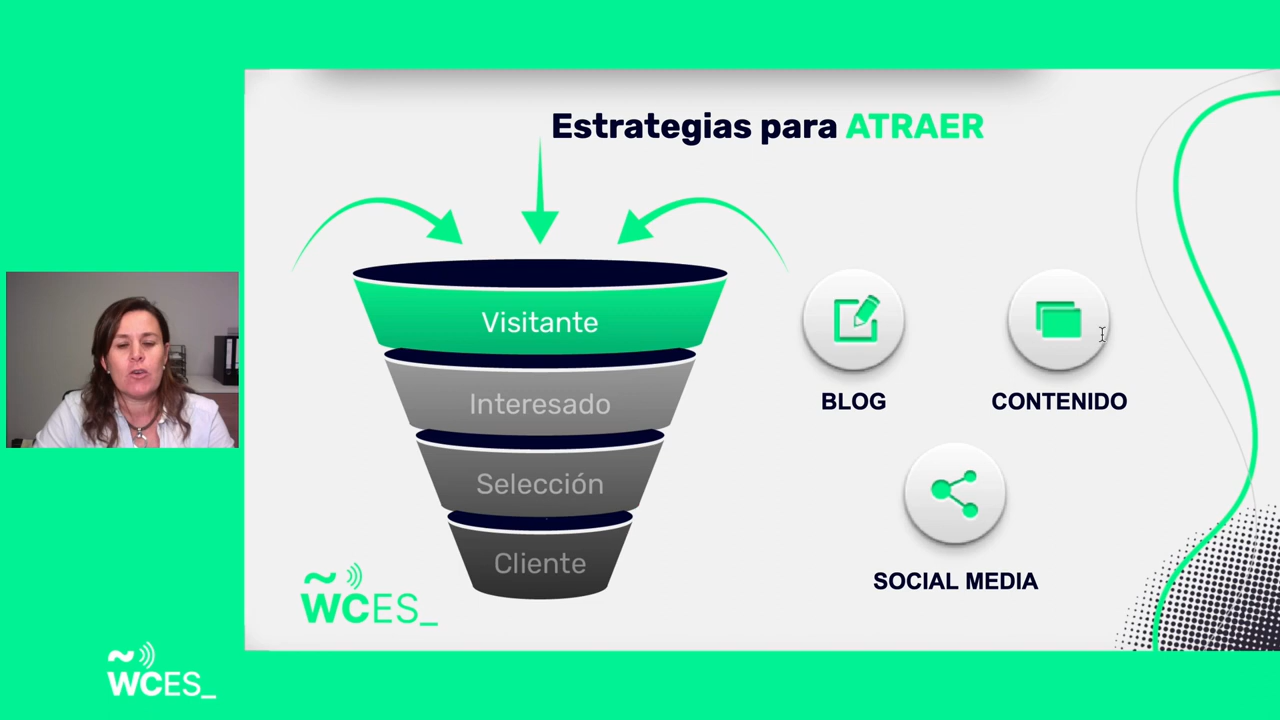 Estrategias para ATRAER
Visitante
Interesado
Selección
Cliente
BLOG
CONTENIDO
SOCIAL MEDIA
~
WCES_
~
WCES_